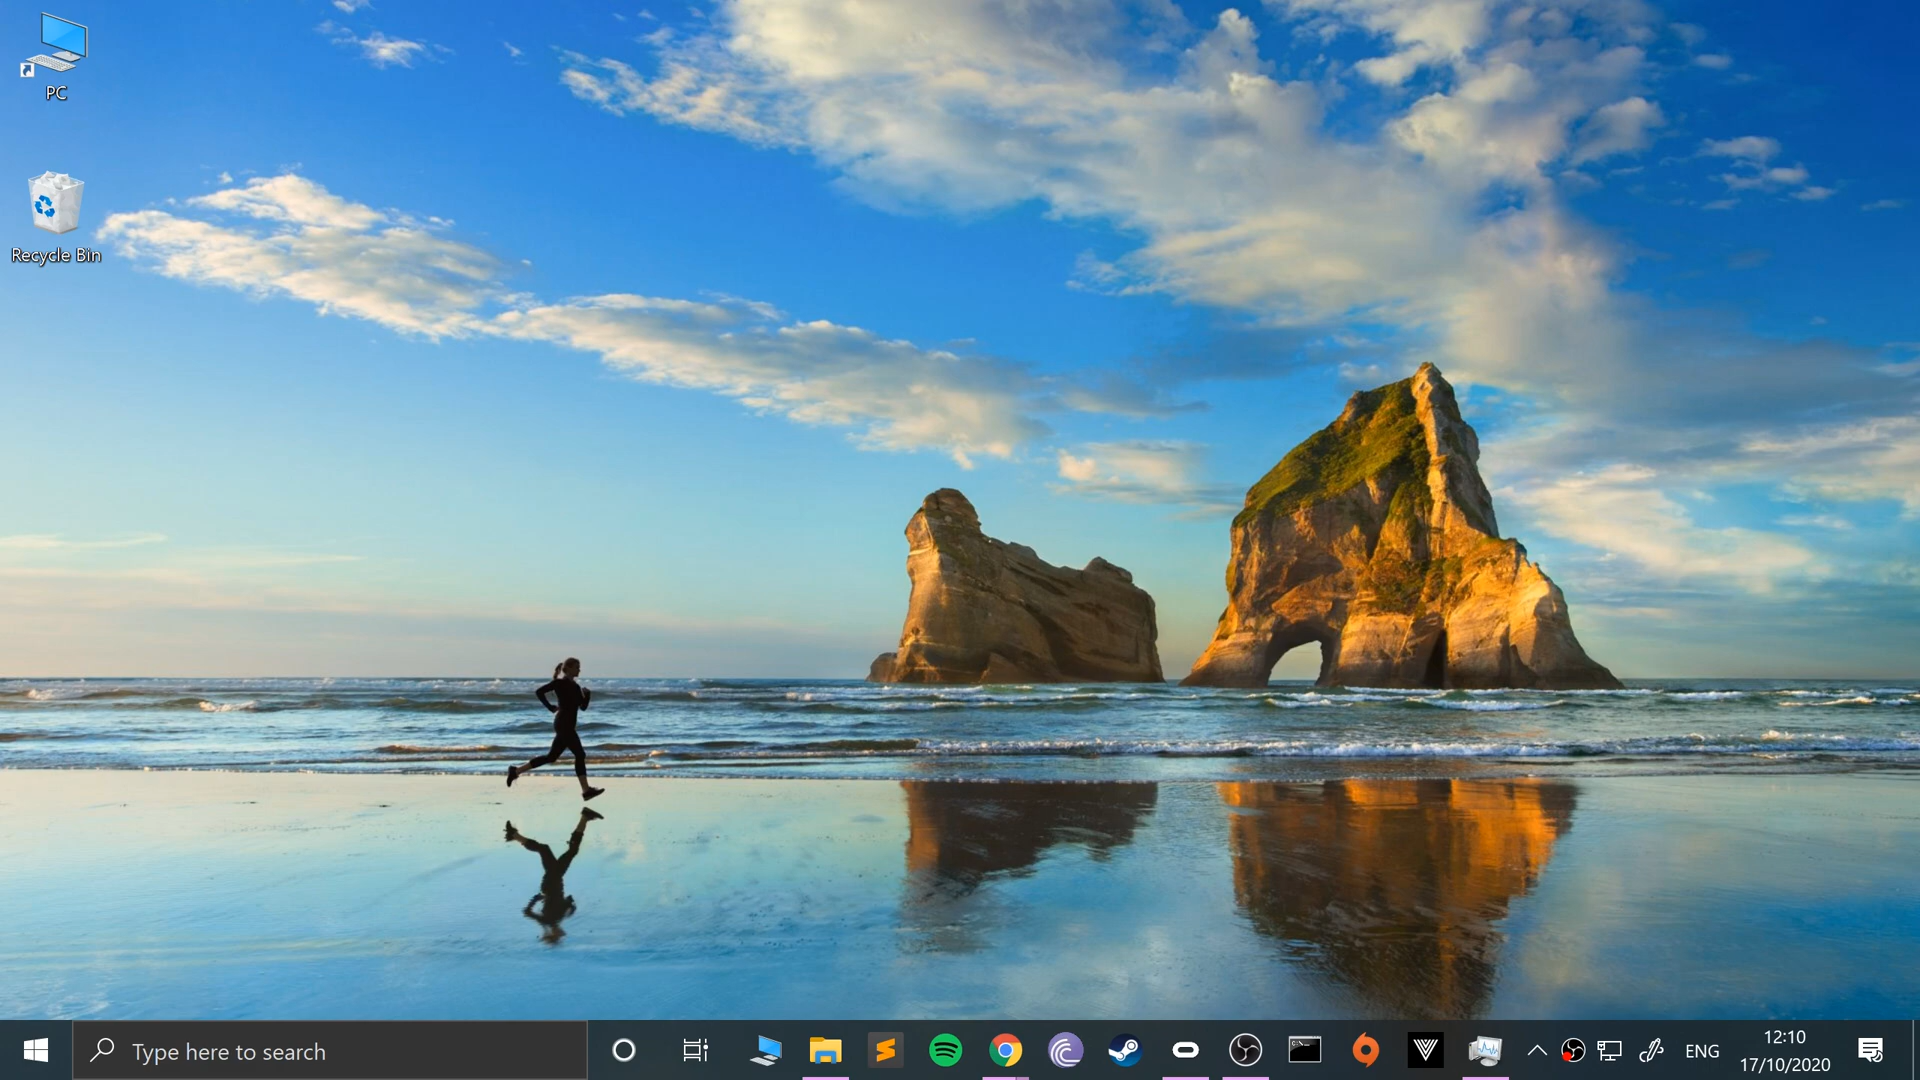 PC
Recycle Bin
Type here to search
ENG
12:10
17/10/2020